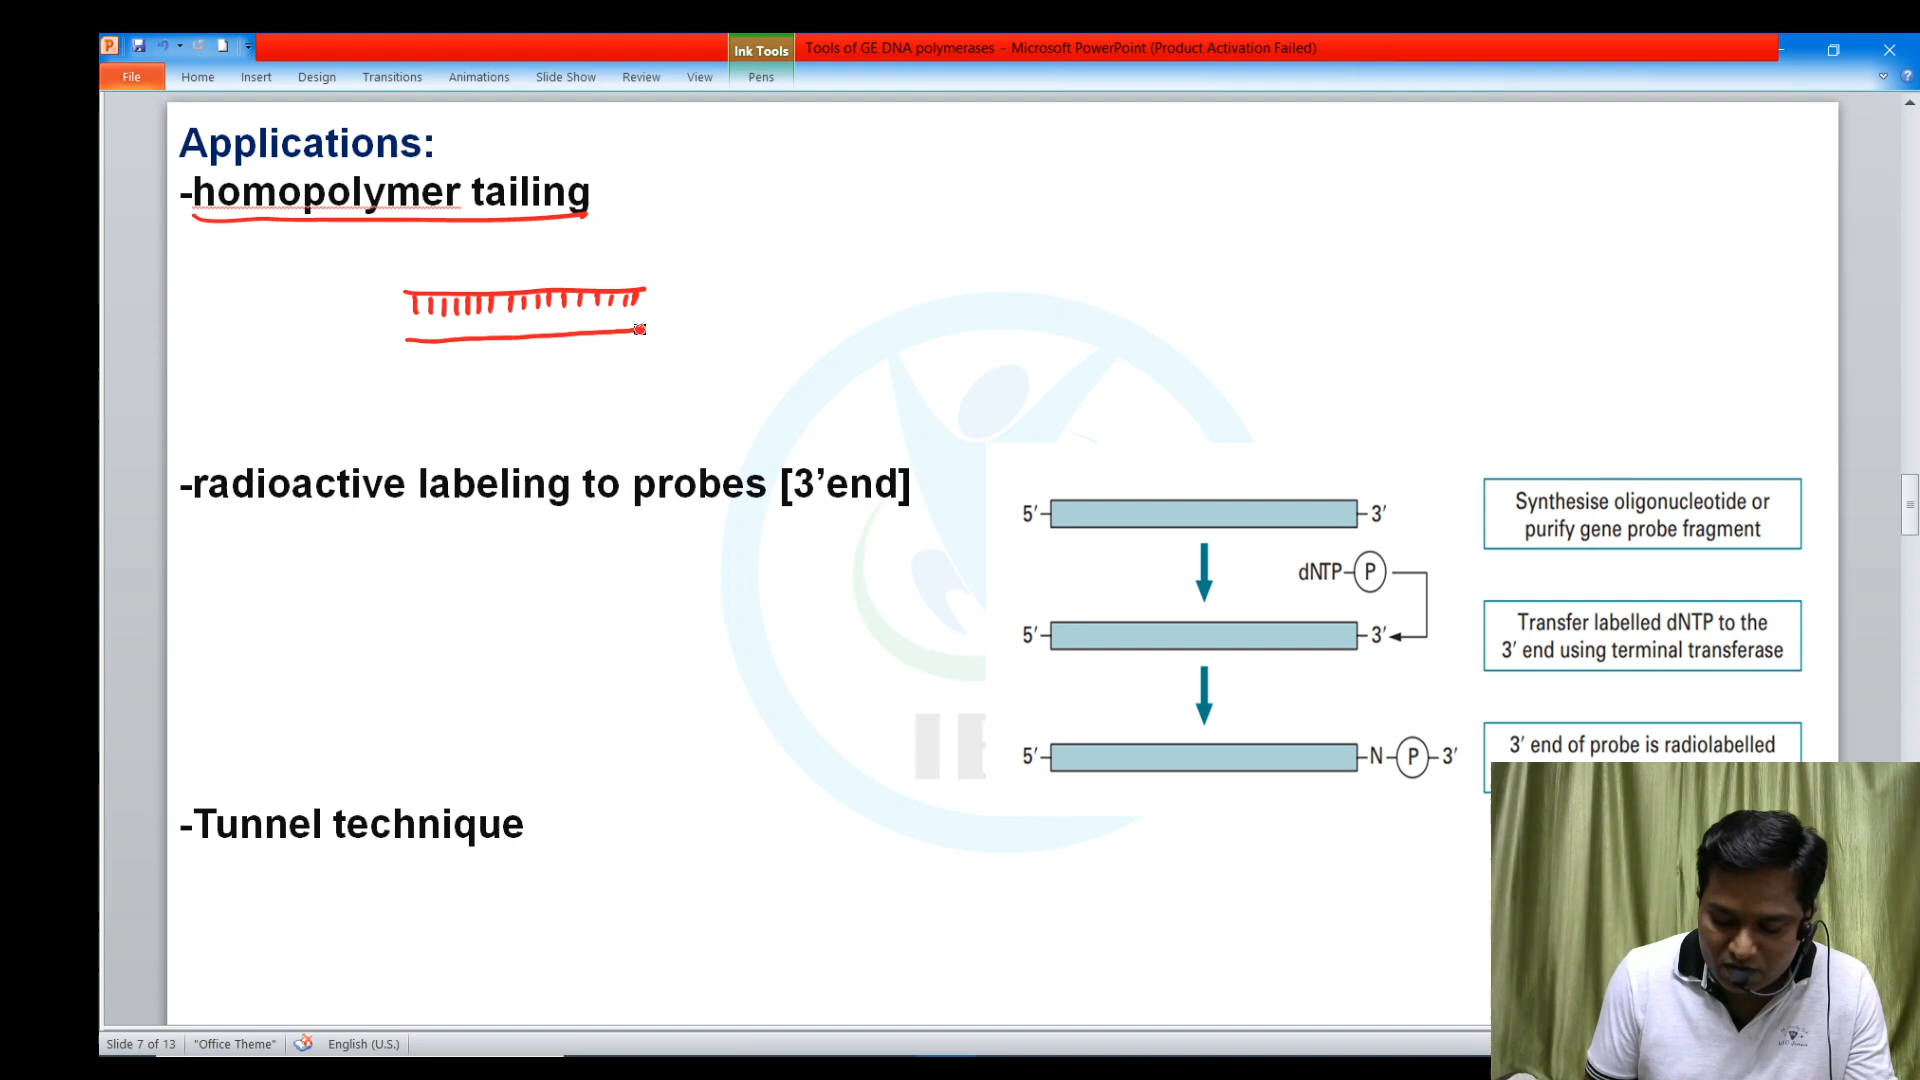 Ink Tools
Tools of GE DNA polymerases - Microsoft PowerPoint (Product Activation Failed)
File Home Insert Design Transitions Animations Slide Show Review View Pens
Applications:
-homopolymer tailing
-radioactive labeling to probes [3’end]
5′ 3′
Synthesise oligonucleotide or
purify gene probe fragment
dNTP P
5′ 3′
Transfer labelled dNTP to the
3′ end using terminal transferase
5′ N P 3′
3′ end of probe is radiolabelled
-Tunnel technique
Slide 7 of 13 "Office Theme" English (U.S.)